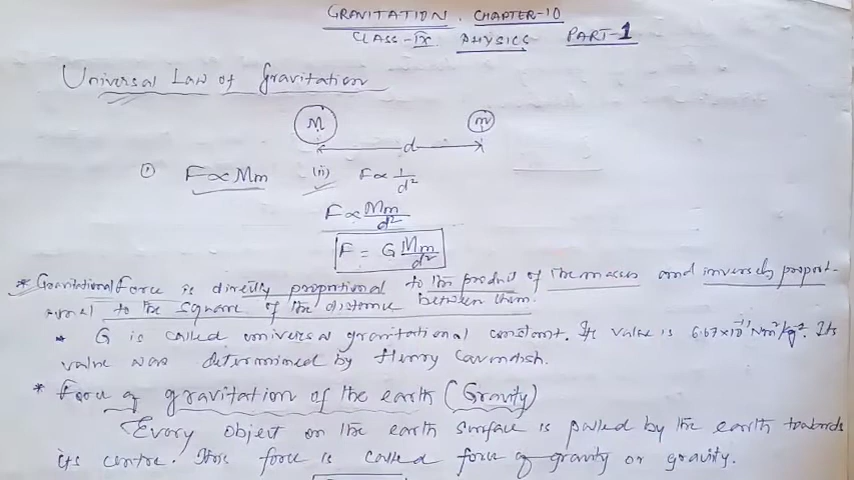 GRAVITATION. CHAPTER-10
CLASS-IX PHYSICS PART-1
Universal Law of Gravitation
M m
d
(i) F ∝ Mm (ii) F ∝ 1/d²
F ∝ Mm/d²
F = G Mm/d²
* Gravitational force is directly proportional to the product of the masses and inversely proport-
ional to the square of the distance between them.
* G is called universal gravitational constant. Its value is 6.67×10⁻¹¹ Nm²/kg². Its
value was determined by Henry Cavendish.
* Force of gravitation of the earth (Gravity)
Every object on the earth surface is pulled by the earth towards
its centre. This force is called force of gravity or gravity.